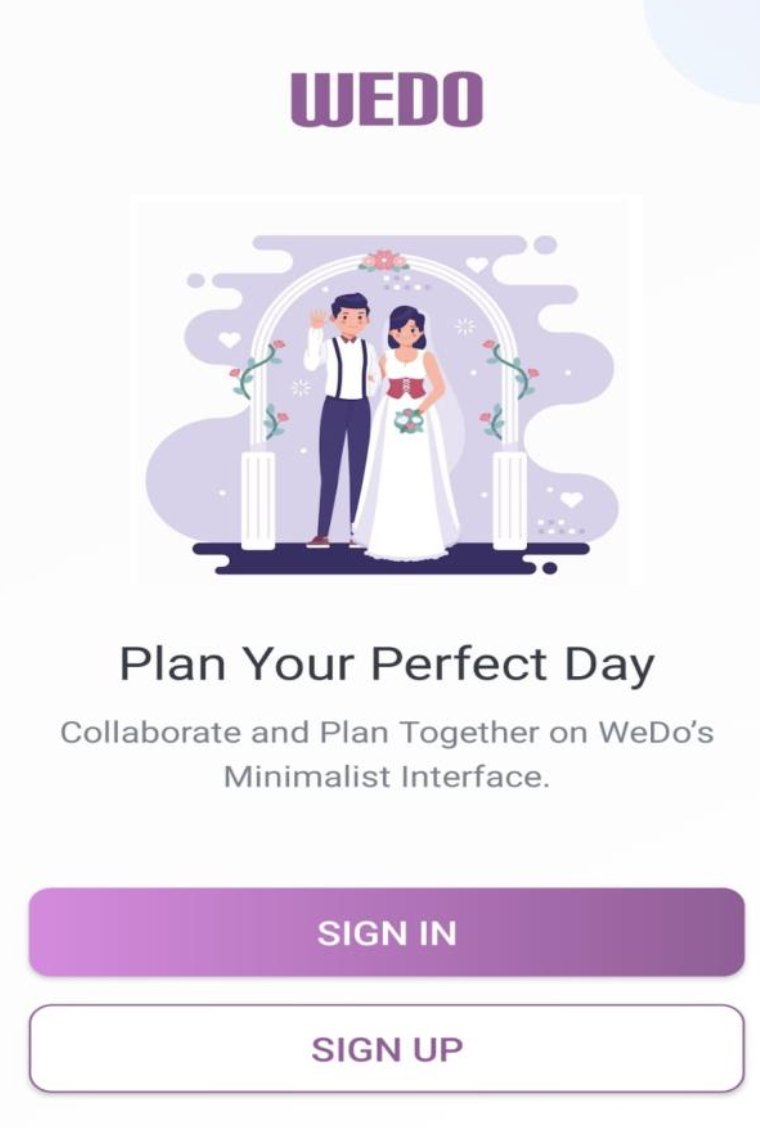 WEDO
Plan Your Perfect Day
Collaborate and Plan Together on WeDo’s
Minimalist Interface.
SIGN IN
SIGN UP